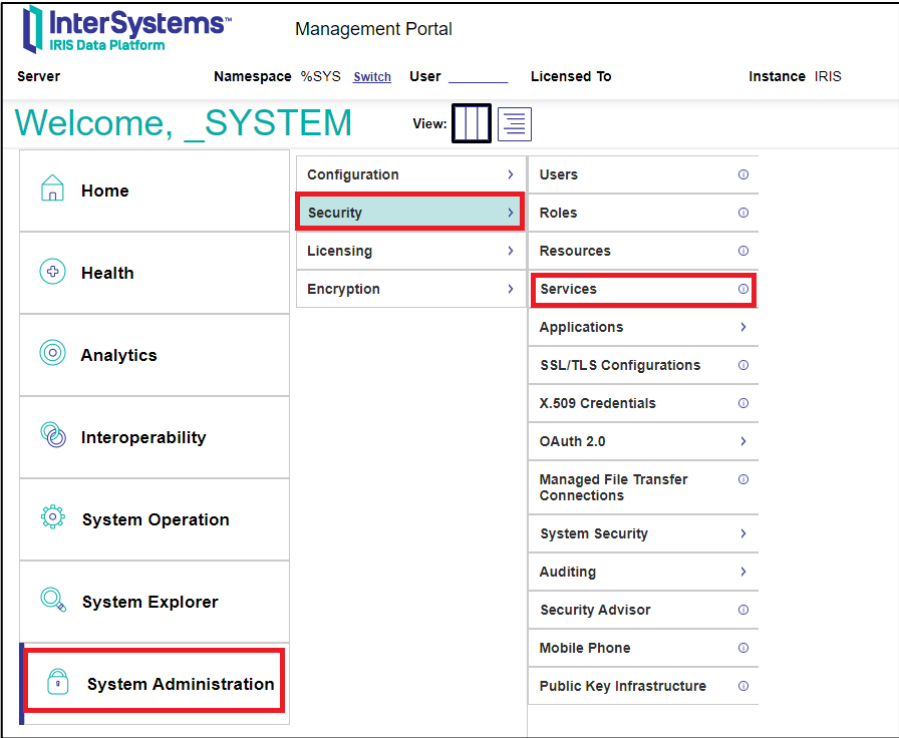 InterSystems™
IRIS Data Platform
Management Portal
Server Namespace %SYS Switch User ________ Licensed To Instance IRIS
Welcome, _SYSTEM
View:
Home
Health
Analytics
Interoperability
System Operation
System Explorer
System Administration
Configuration
Security
Licensing
Encryption
Users
Roles
Resources
Services
Applications
SSL/TLS Configurations
X.509 Credentials
OAuth 2.0
Managed File Transfer
Connections
System Security
Auditing
Security Advisor
Mobile Phone
Public Key Infrastructure